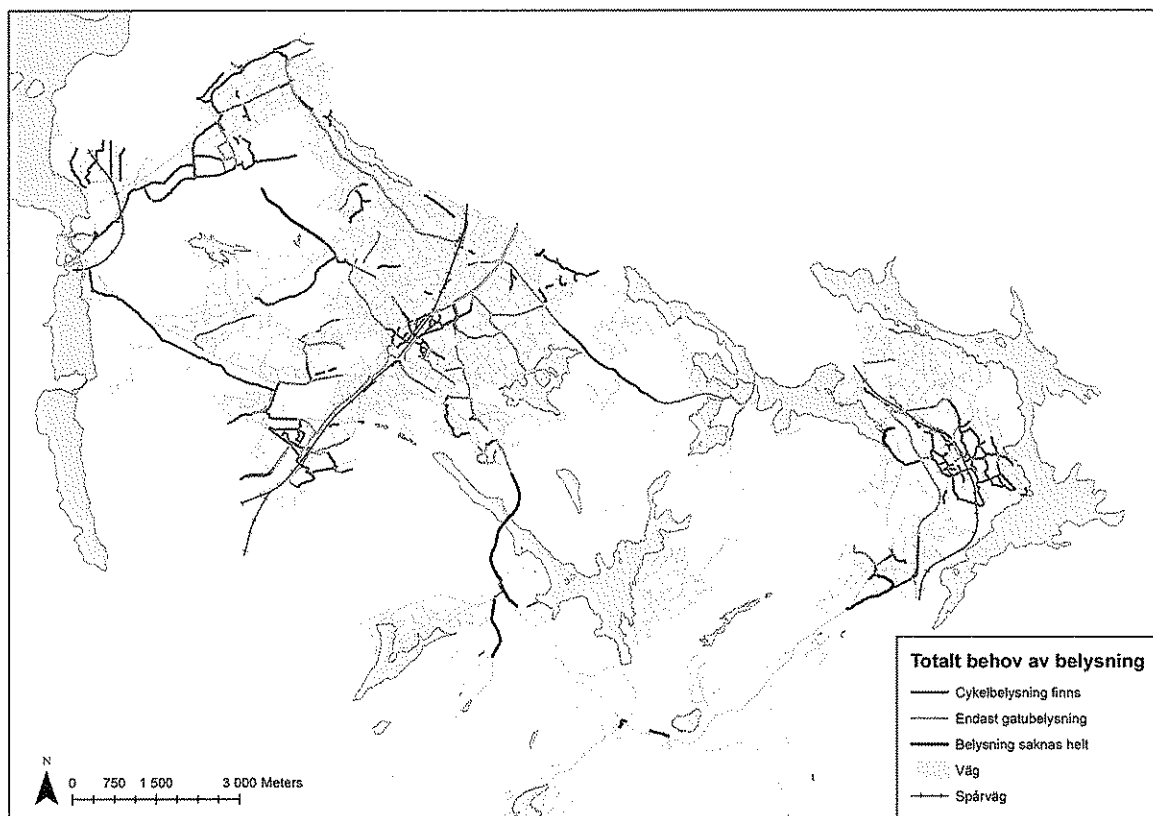 Totalt behov av belysning
Cykelbelysning finns
Endast gatubelysning
Belysning saknas helt
Väg
Spårväg
N
0 750 1 500 3 000 Meters